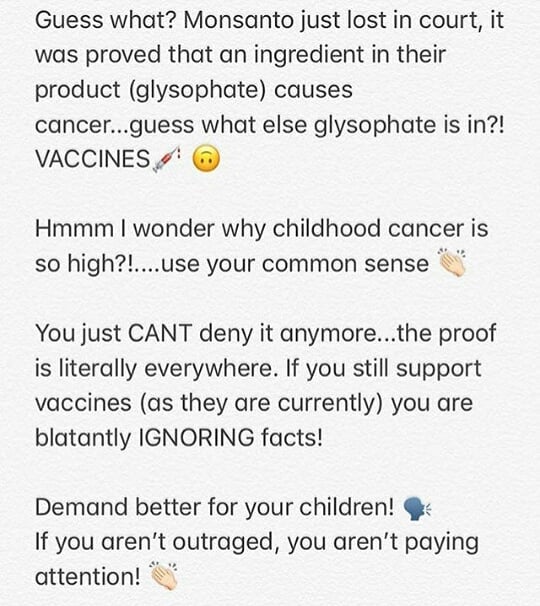 Guess what? Monsanto just lost in court, it
was proved that an ingredient in their
product (glysophate) causes
cancer...guess what else glysophate is in?!
VACCINES💉 🙃
Hmmm I wonder why childhood cancer is
so high?!....use your common sense 👏🏻
You just CANT deny it anymore...the proof
is literally everywhere. If you still support
vaccines (as they are currently) you are
blatantly IGNORING facts!
Demand better for your children! 🗣
If you aren't outraged, you aren't paying
attention! 👏🏻